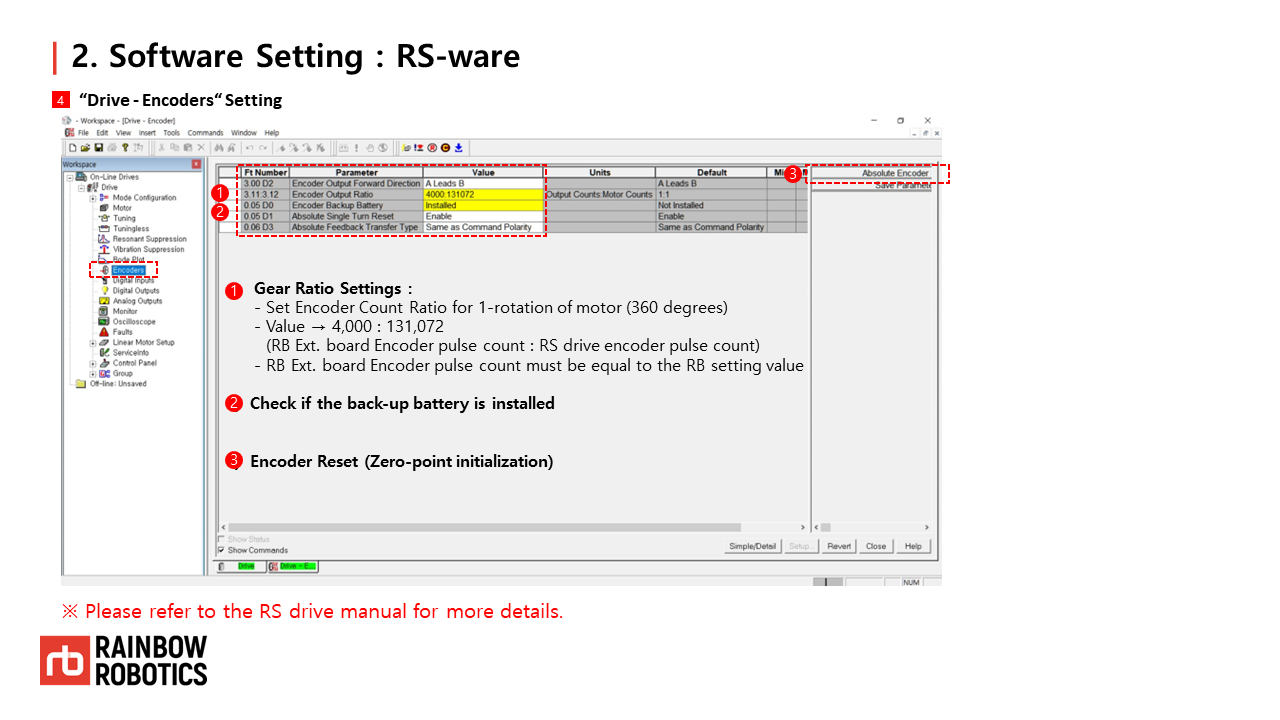 2. Software Setting : RS-ware
4 “Drive - Encoders“ Setting
- Workspace - [Drive - Encoder]
File Edit View Insert Tools Commands Window Help
Workspace
On-Line Drives
Drive
Mode Configuration
Motor
Tuning
Tuningless
Resonant Suppression
Vibration Suppression
Bode Plot
Encoders
Digital Inputs
Digital Outputs
Analog Outputs
Monitor
Oscilloscope
Faults
Linear Motor Setup
ServiceInfo
Control Panel
Group
Off-line: Unsaved
Ft Number Parameter Value Units Default
3.00 D2 Encoder Output Forward Direction A Leads B A Leads B
3.11:3.12 Encoder Output Ratio 4000:131072 Output Counts:Motor Counts 1:1
0.05 D0 Encoder Backup Battery Installed Not Installed
0.05 D1 Absolute Single Turn Reset Enable Enable
0.06 D3 Absolute Feedback Transfer Type Same as Command Polarity Same as Command Polarity
1
2
3
Absolute Encoder
Save Paramete
1 Gear Ratio Settings :
- Set Encoder Count Ratio for 1-rotation of motor (360 degrees)
- Value → 4,000 : 131,072
(RB Ext. board Encoder pulse count : RS drive encoder pulse count)
- RB Ext. board Encoder pulse count must be equal to the RB setting value
2 Check if the back-up battery is installed
3 Encoder Reset (Zero-point initialization)
Show Status
Show Commands
Simple/Detail Setup... Revert Close Help
Drive Drive - E...
NUM
※ Please refer to the RS drive manual for more details.
rb RAINBOW
ROBOTICS